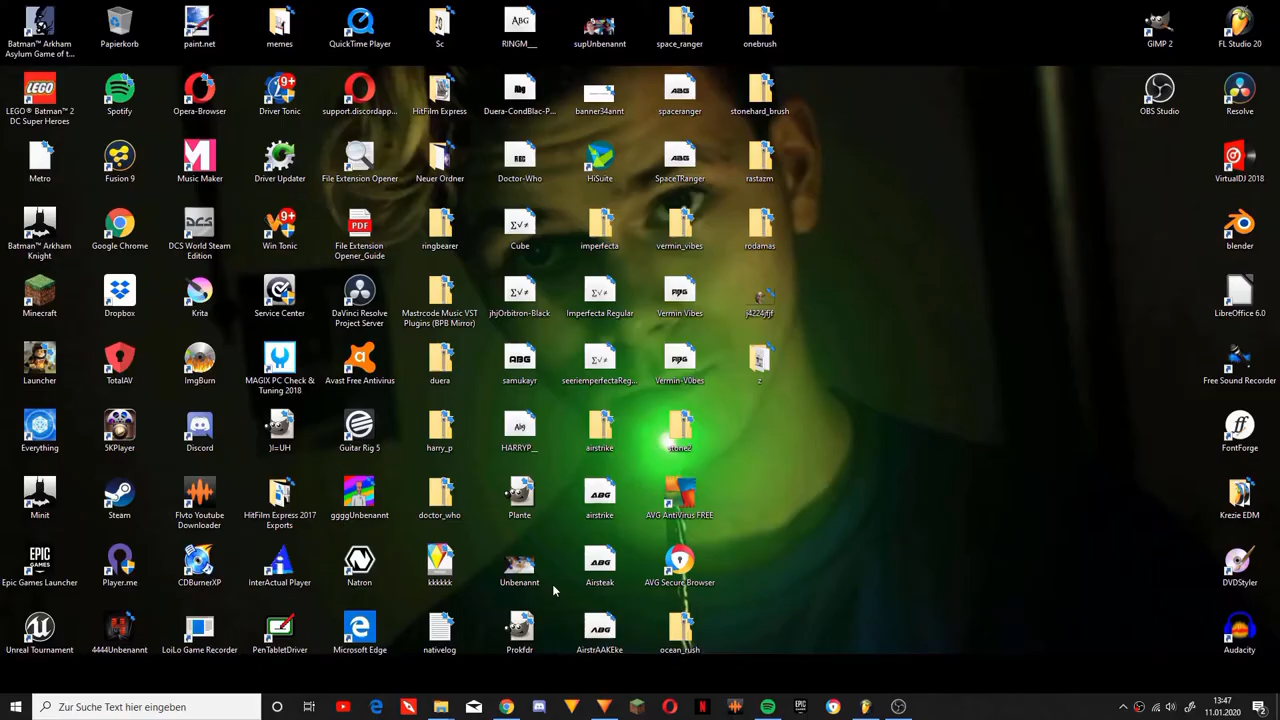 Batman™ Arkham
Asylum Game of t...
Papierkorb
paint.net
memes
QuickTime Player
Sc
RINGM__
supUnbenannt
space_ranger
onebrush
GIMP 2
FL Studio 20
LEGO® Batman™ 2
DC Super Heroes
Spotify
Opera-Browser
Driver Tonic
support.discordapp...
HitFilm Express
Duera-CondBlac-P...
banner34annt
spaceranger
stonehard_brush
OBS Studio
Resolve
Metro
Fusion 9
Music Maker
Driver Updater
File Extension Opener
Neuer Ordner
Doctor-Who
HiSuite
SpaceTRanger
rastazm
VirtualDJ 2018
Batman™ Arkham
Knight
Google Chrome
DCS World Steam
Edition
Win Tonic
File Extension
Opener_Guide
ringbearer
Cube
imperfecta
vermin_vibes
rodamas
blender
Minecraft
Dropbox
Krita
Service Center
DaVinci Resolve
Project Server
Mastrcode Music VST
Plugins (BPB Mirror)
jhjOrbitron-Black
Imperfecta Regular
Vermin Vibes
j4224jfjf
LibreOffice 6.0
Launcher
TotalAV
ImgBurn
MAGIX PC Check &
Tuning 2018
Avast Free Antivirus
duera
samukayr
seeriemperfectaReg...
Vermin-V0bes
z
Free Sound Recorder
Everything
5KPlayer
Discord
)I=UH
Guitar Rig 5
harry_p
HARRYP__
airstrike
stone2
FontForge
Minit
Steam
Flvto Youtube
Downloader
HitFilm Express 2017
Exports
ggggUnbenannt
doctor_who
Plante
airstrike
AVG AntiVirus FREE
Krezie EDM
Epic Games Launcher
Player.me
CDBurnerXP
InterActual Player
Natron
kkkkkk
Unbenannt
Airsteak
AVG Secure Browser
DVDStyler
Unreal Tournament
4444Unbenannt
LoiLo Game Recorder
PenTabletDriver
Microsoft Edge
nativelog
Prokfdr
AirstrAAKEke
ocean_rush
Audacity
Zur Suche Text hier eingeben
13:47
11.01.2020